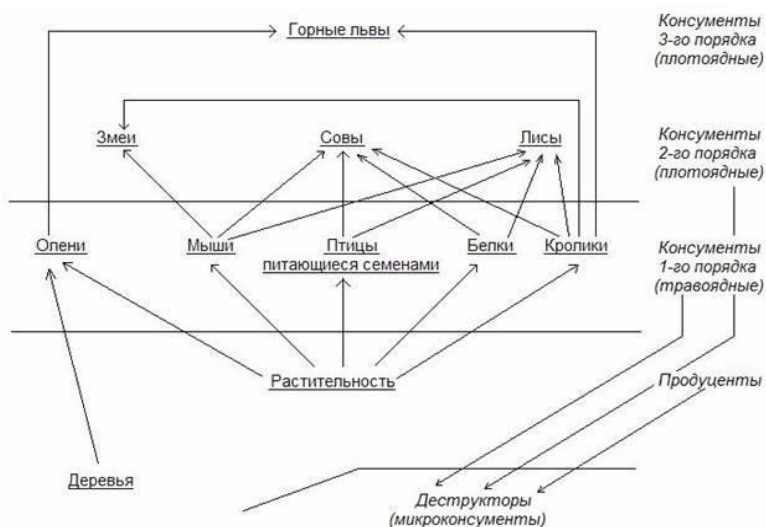 Горные львы
Консументы
3-го порядка
(плотоядные)
Змеи
Совы
Лисы
Консументы
2-го порядка
(плотоядные)
Олени
Мыши
Птицы
питающиеся семенами
Белки
Кролики
Консументы
1-го порядка
(травоядные)
Растительность
Продуценты
Деревья
Деструкторы
(микроконсументы)